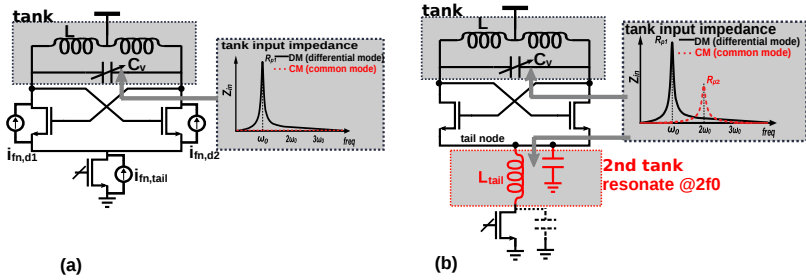 tank
L
Cv
ifn,d1
ifn,d2
ifn,tail
tank input impedance
Rp1
DM (differential mode)
CM (common mode)
Zin
ω0
2ω0
3ω0
freq
(a)
tank
L
Cv
tail node
Ltail
2nd tank
resonate @2f0
tank input impedance
Rp1
DM (differential mode)
CM (common mode)
Rp2
Zin
ω0
2ω0
3ω0
freq
(b)